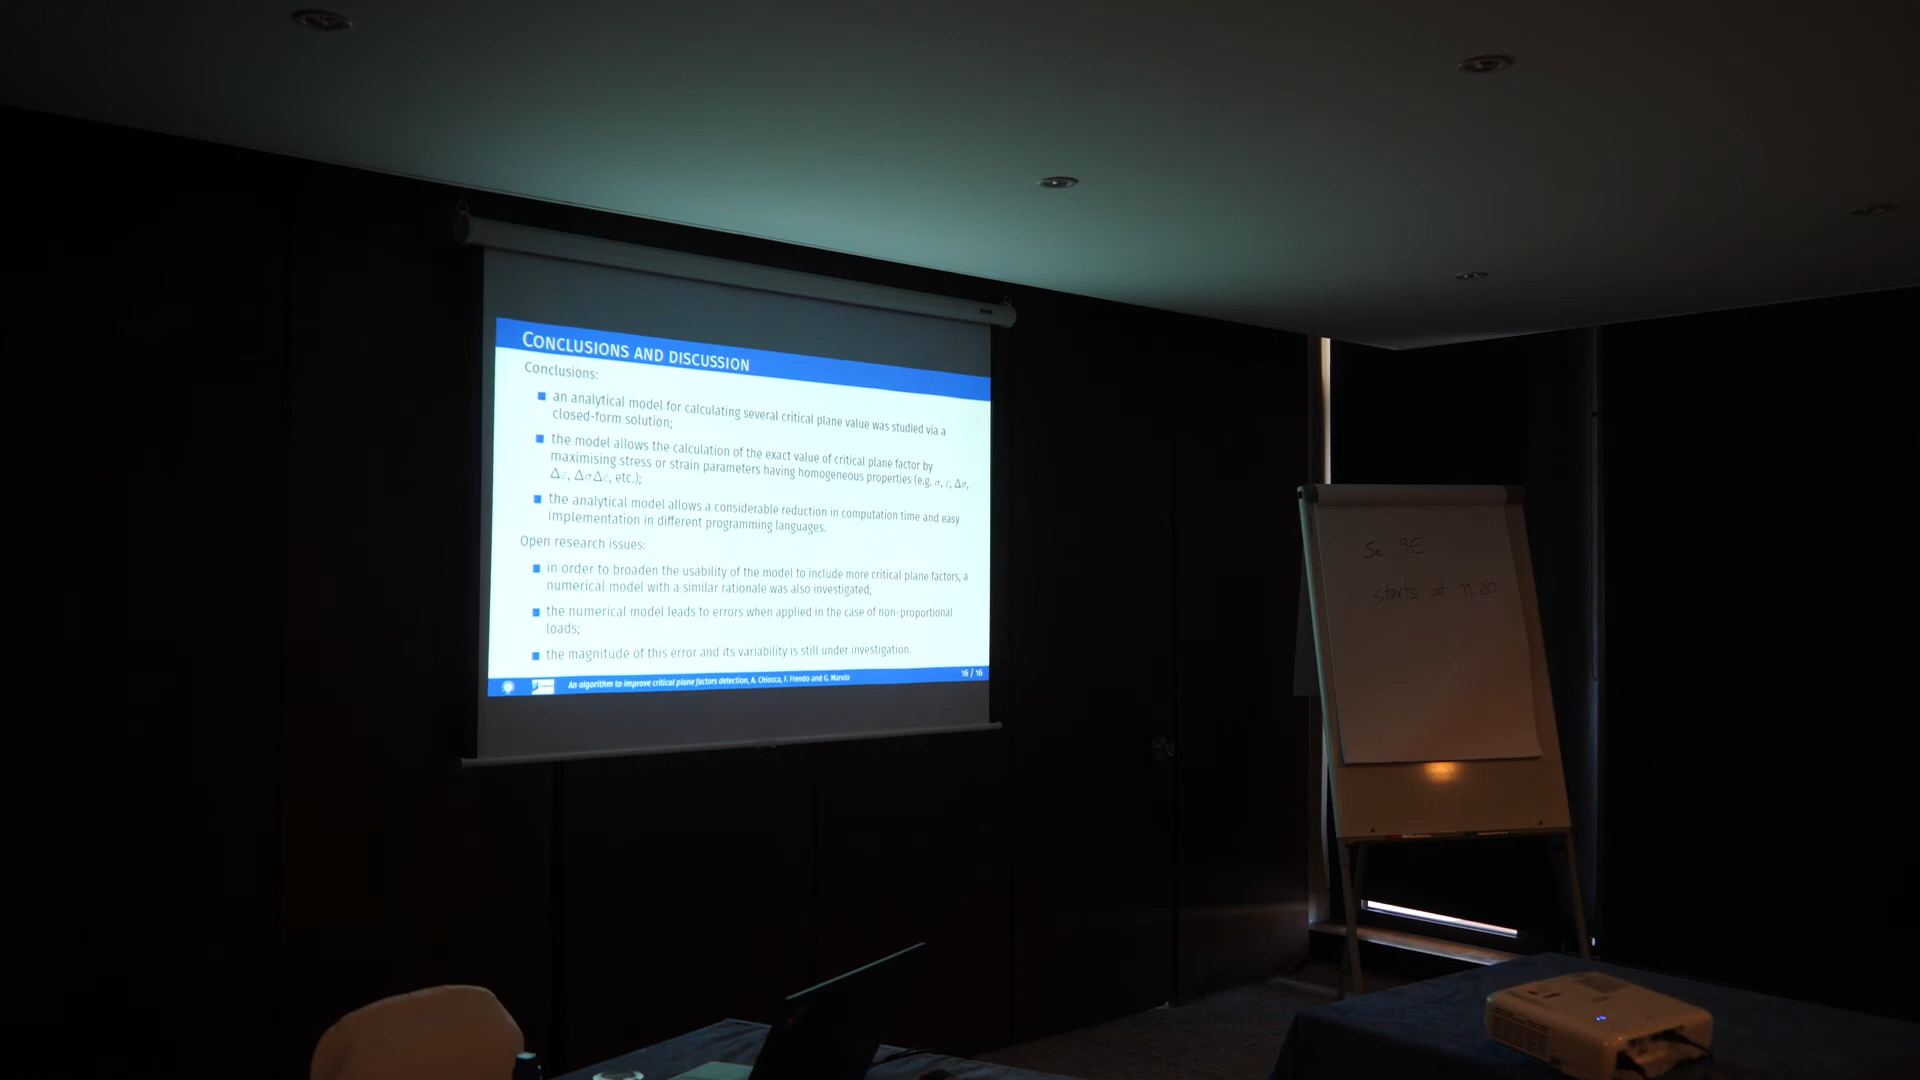 CONCLUSIONS AND DISCUSSION
Conclusions:
an analytical model for calculating several critical plane value was studied via a
closed-form solution;
the model allows the calculation of the exact value of critical plane factor by
maximising stress or strain parameters having homogeneous properties (e.g. σ, ε, Δσ,
Δε, ΔσΔε, etc.);
the analytical model allows a considerable reduction in computation time and easy
implementation in different programming languages.
Open research issues:
in order to broaden the usability of the model to include more critical plane factors, a
numerical model with a similar rationale was also investigated;
the numerical model leads to errors when applied in the case of non-proportional
loads;
the magnitude of this error and its variability is still under investigation.
An algorithm to improve critical plane factors detection, A. Chiocca, F. Frendo and G. Marulo
16 / 16
9E
starts at 11:20